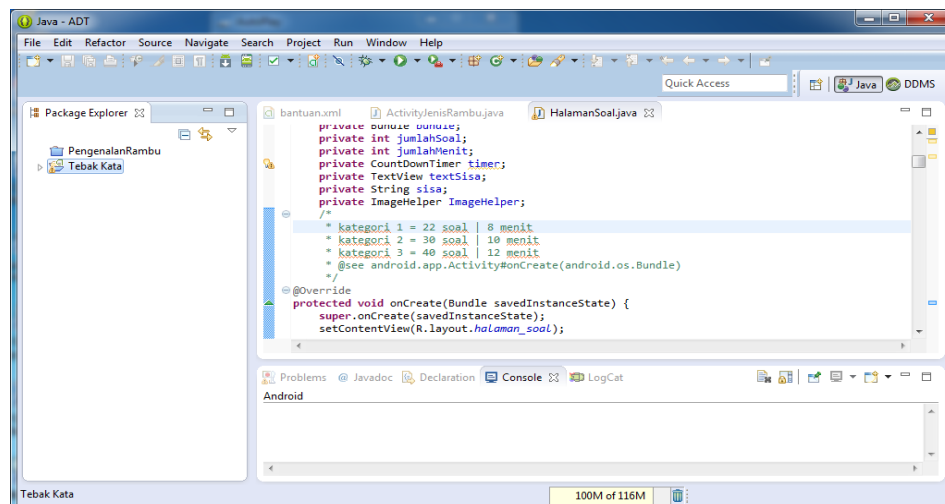 Java - ADT
File Edit Refactor Source Navigate Search Project Run Window Help
Quick Access
Java DDMS
Package Explorer
PengenalanRambu
Tebak Kata
bantuan.xml ActivityJenisRambu.java HalamanSoal.java
private Bundle bundle;
private int jumlahSoal;
private int jumlahMenit;
private CountDownTimer timer;
private TextView textSisa;
private String sisa;
private ImageHelper ImageHelper;
/*
* kategori 1 = 22 soal | 8 menit
* kategori 2 = 30 soal | 10 menit
* kategori 3 = 40 soal | 12 menit
* @see android.app.Activity#onCreate(android.os.Bundle)
*/
@Override
protected void onCreate(Bundle savedInstanceState) {
super.onCreate(savedInstanceState);
setContentView(R.layout.halaman_soal);
Problems @ Javadoc Declaration Console LogCat
Android
Tebak Kata
100M of 116M